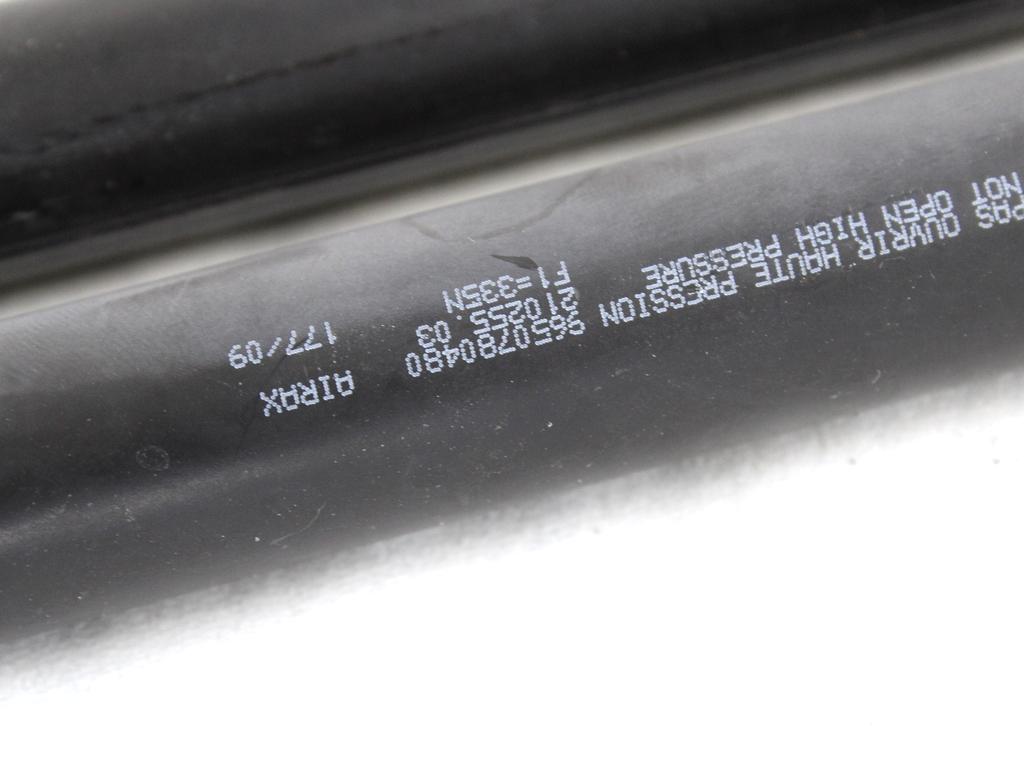 PAS OUVRIR HAUTE PRESSION 9650780480 AIRAX
NOT OPEN HIGH PRESSURE 210255 03
F1=335N 177/09